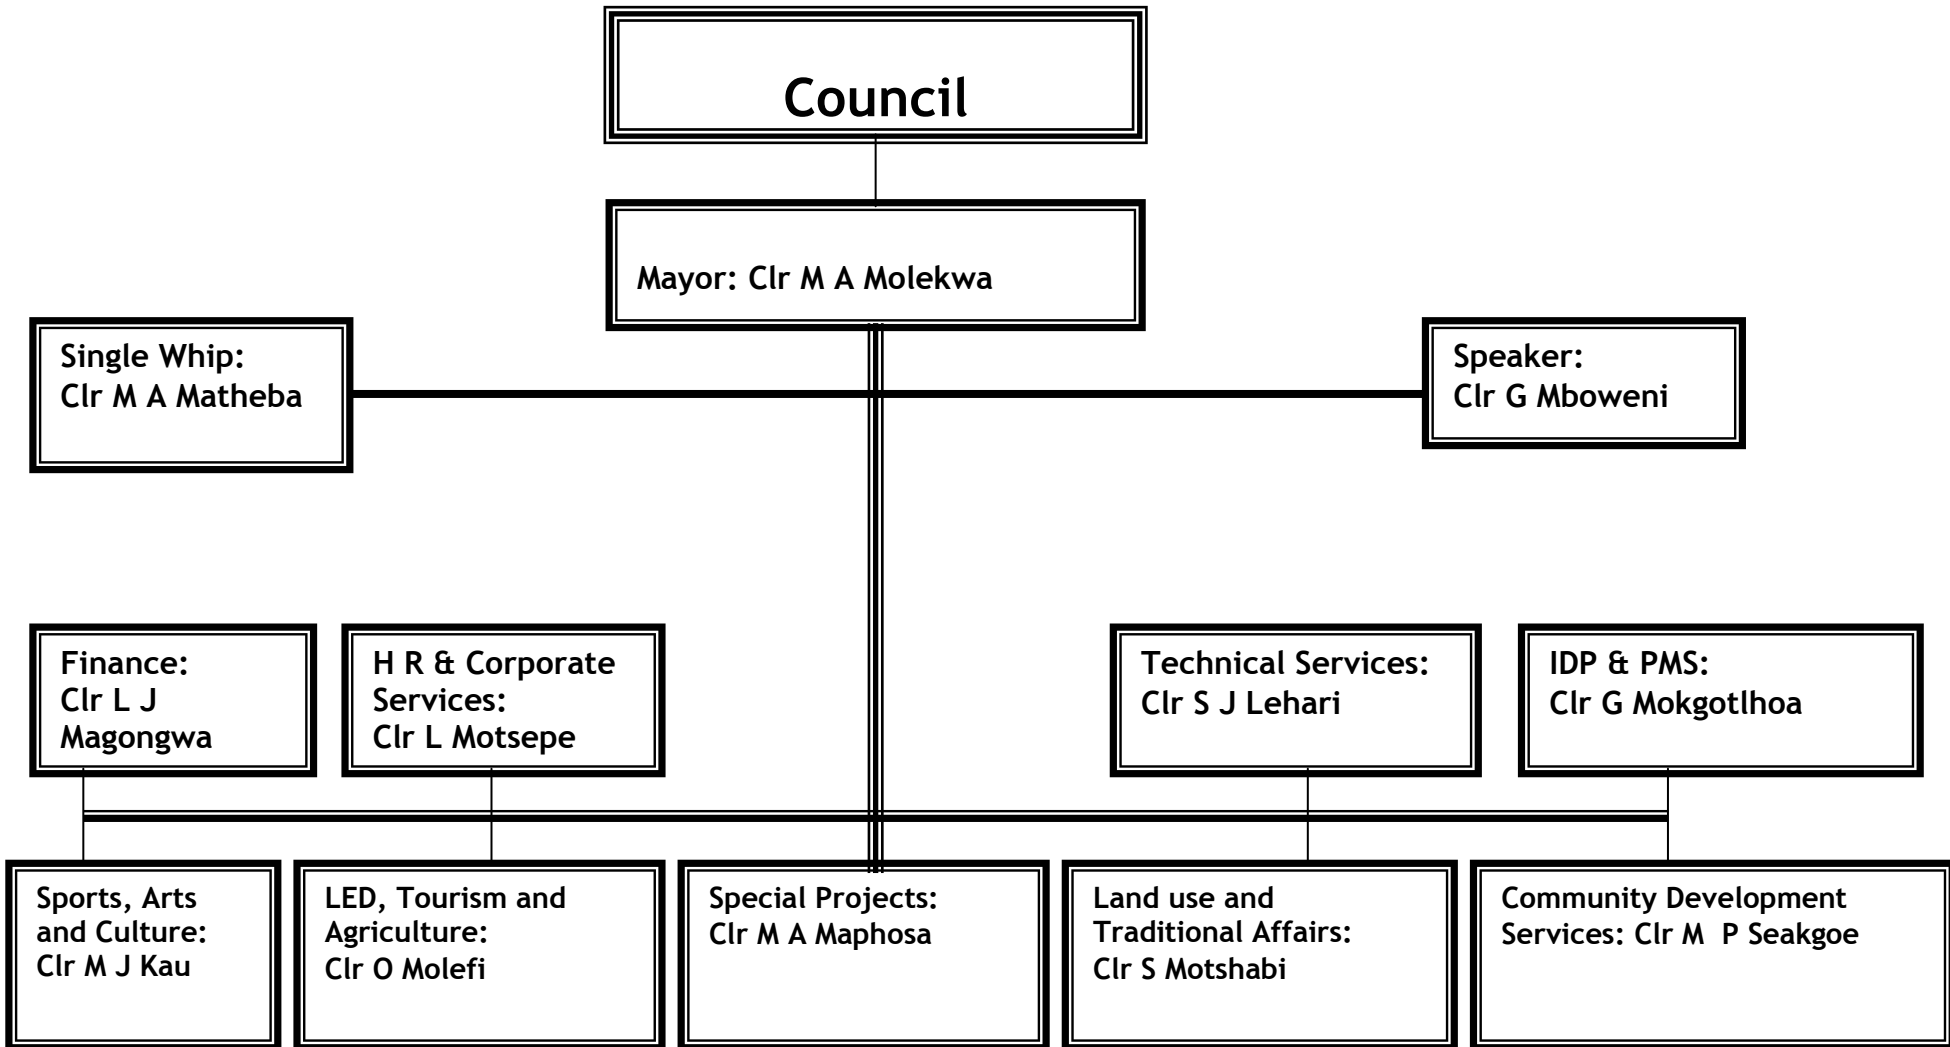 Council
Mayor: Clr M A Molekwa
Single Whip:
Clr M A Matheba
Speaker:
Clr G Mboweni
Finance:
Clr L J
Magongwa
H R & Corporate
Services:
Clr L Motsepe
Technical Services:
Clr S J Lehari
IDP & PMS:
Clr G Mokgotlhoa
Sports, Arts
and Culture:
Clr M J Kau
LED, Tourism and
Agriculture:
Clr O Molefi
Special Projects:
Clr M A Maphosa
Land use and
Traditional Affairs:
Clr S Motshabi
Community Development
Services: Clr M  P Seakgoe